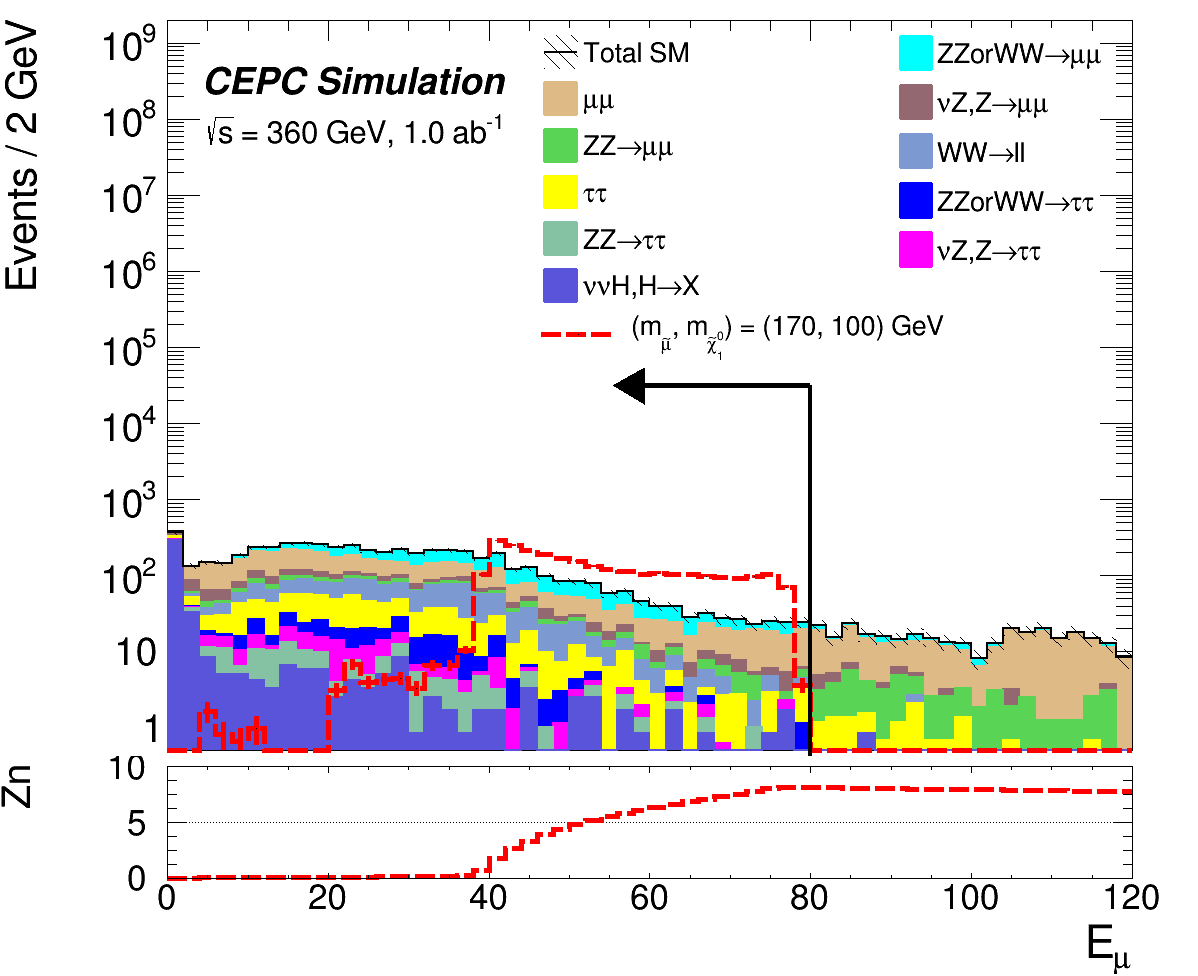 CEPC Simulation
√s = 360 GeV, 1.0 ab⁻¹
Total SM
μμ
ZZ→μμ
ττ
ZZ→ττ
ννH,H→X
ZZorWW→μμ
νZ,Z→μμ
WW→ll
ZZorWW→ττ
νZ,Z→ττ
(m_μ̃, m_χ̃₁⁰) = (170, 100) GeV
Events / 2 GeV
10⁹
10⁸
10⁷
10⁶
10⁵
10⁴
10³
10²
10
1
Zn
10
5
0
0 20 40 60 80 100 120
E_μ